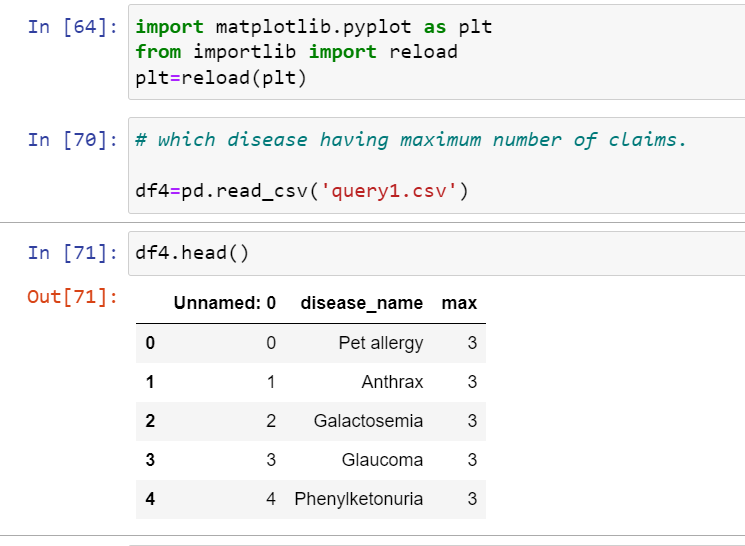 In [64]: import matplotlib.pyplot as plt
from importlib import reload
plt=reload(plt)
In [70]: # which disease having maximum number of claims.
df4=pd.read_csv('query1.csv')
In [71]: df4.head()
Out[71]:
Unnamed: 0 disease_name max
0 0 Pet allergy 3
1 1 Anthrax 3
2 2 Galactosemia 3
3 3 Glaucoma 3
4 4 Phenylketonuria 3